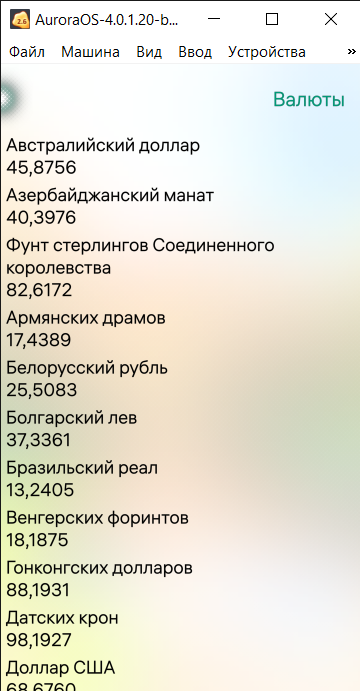 AuroraOS-4.0.1.20-b...
Файл Машина Вид Ввод Устройства »
Валюты
Австралийский доллар
45,8756
Азербайджанский манат
40,3976
Фунт стерлингов Соединенного
королевства
82,6172
Армянских драмов
17,4389
Белорусский рубль
25,5083
Болгарский лев
37,3361
Бразильский реал
13,2405
Венгерских форинтов
18,1875
Гонконгских долларов
88,1931
Датских крон
98,1927
Доллар США
68,6760